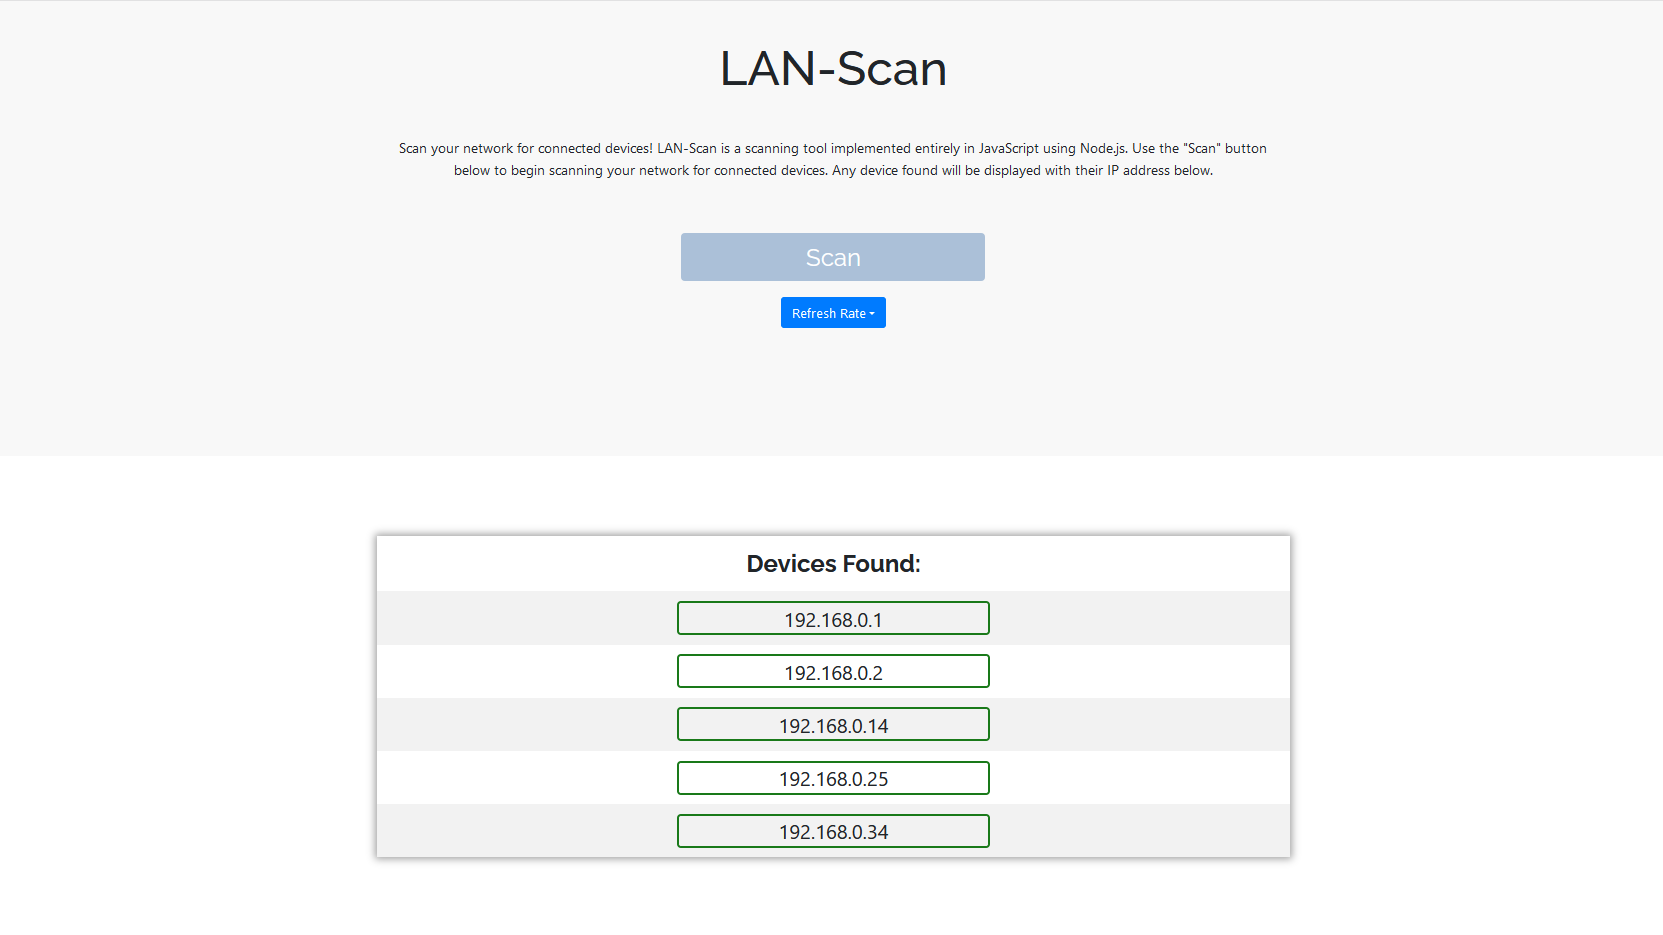 LAN-Scan
Scan your network for connected devices! LAN-Scan is a scanning tool implemented entirely in JavaScript using Node.js. Use the "Scan" button
below to begin scanning your network for connected devices. Any device found will be displayed with their IP address below.
Scan
Refresh Rate
Devices Found:
192.168.0.1
192.168.0.2
192.168.0.14
192.168.0.25
192.168.0.34